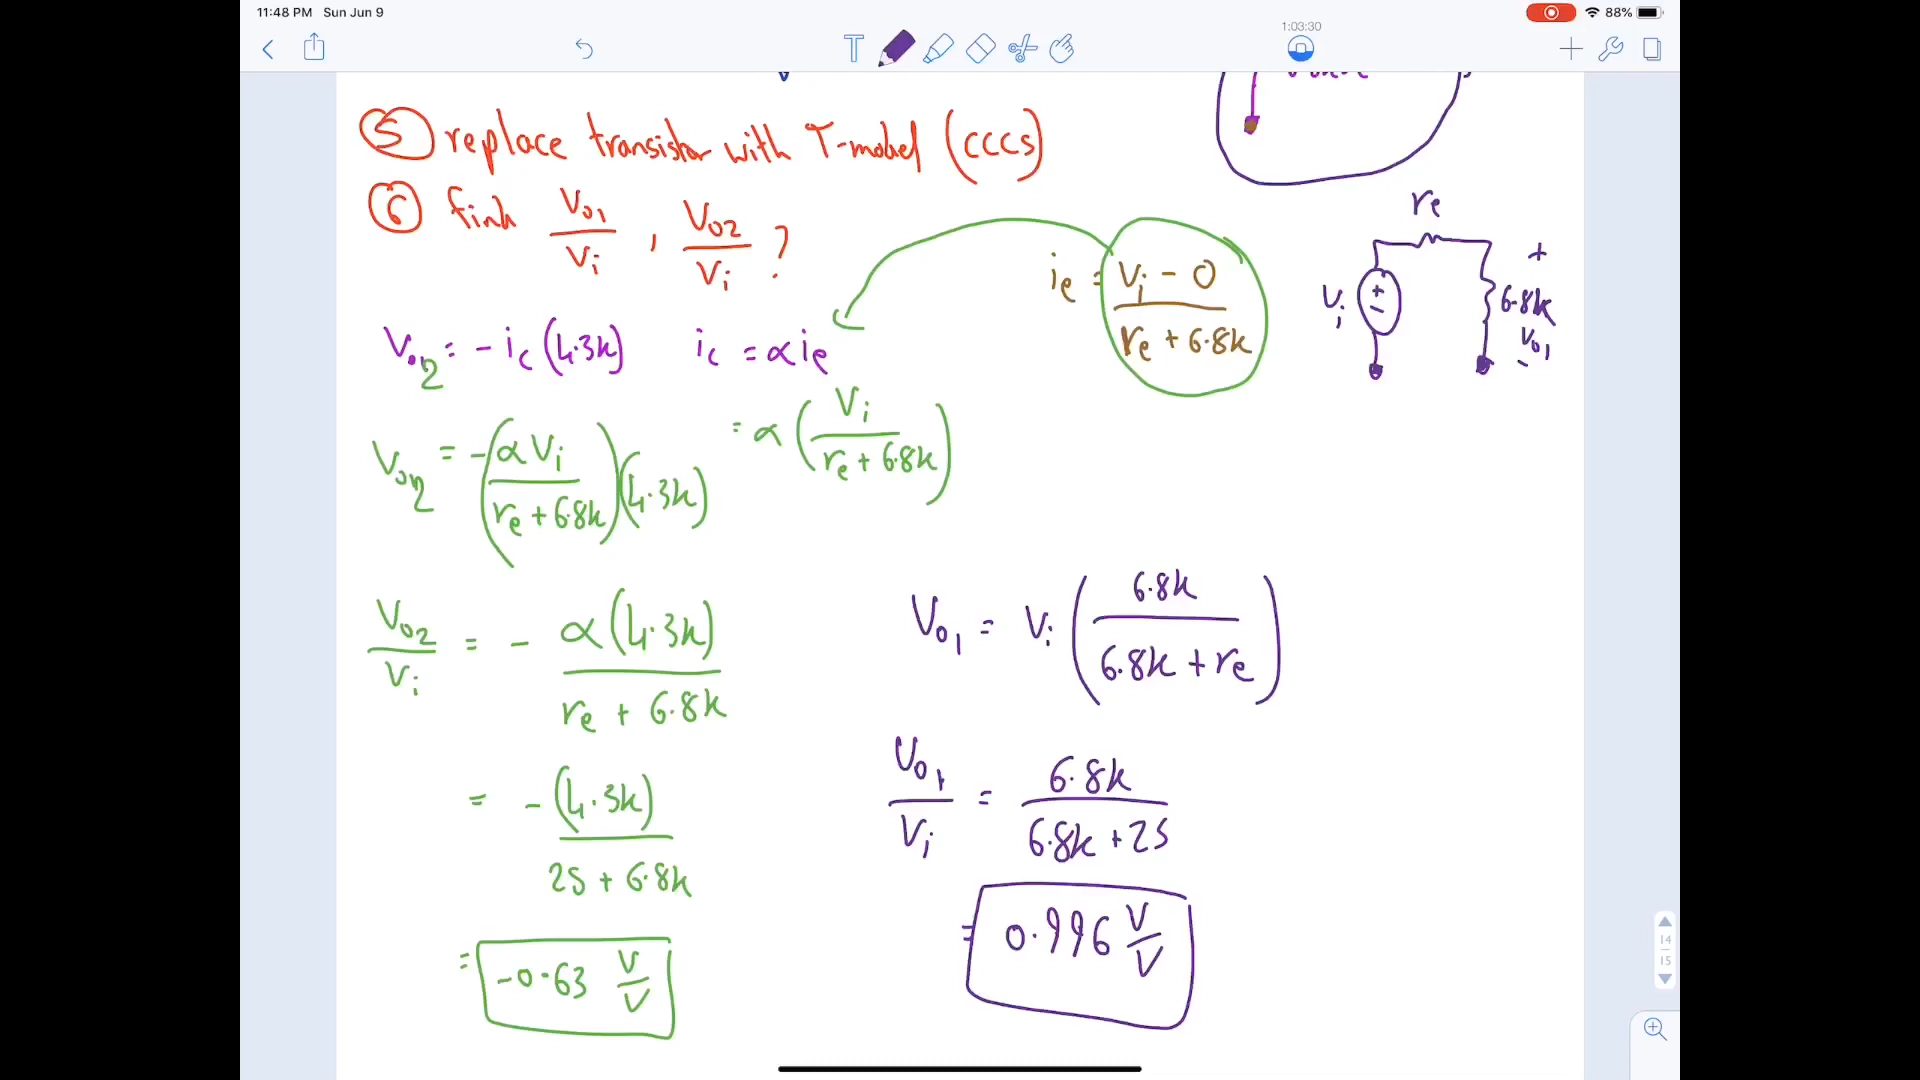 11:48 PM Sun Jun 9
88%
1:03:30
T
⑤ replace transistor with T-model (CCCS)
⑥ find Vo1/Vi , Vo2/Vi ?
ie = (Vi - 0)/(re + 6.8k)
re
Vi + - 6.8k + Vo1 -
Vo2 = - ic (4.3k) ic = α ie
= α (Vi/(re + 6.8k))
Vo2 = - (α Vi/(re + 6.8k)) (4.3k)
Vo2/Vi = - α(4.3k)/(re + 6.8k)
= - (4.3k)/(25 + 6.8k)
= -0.63 V/V
Vo1 = Vi (6.8k/(6.8k + re))
Vo1/Vi = 6.8k/(6.8k + 25)
= 0.996 V/V
14
15